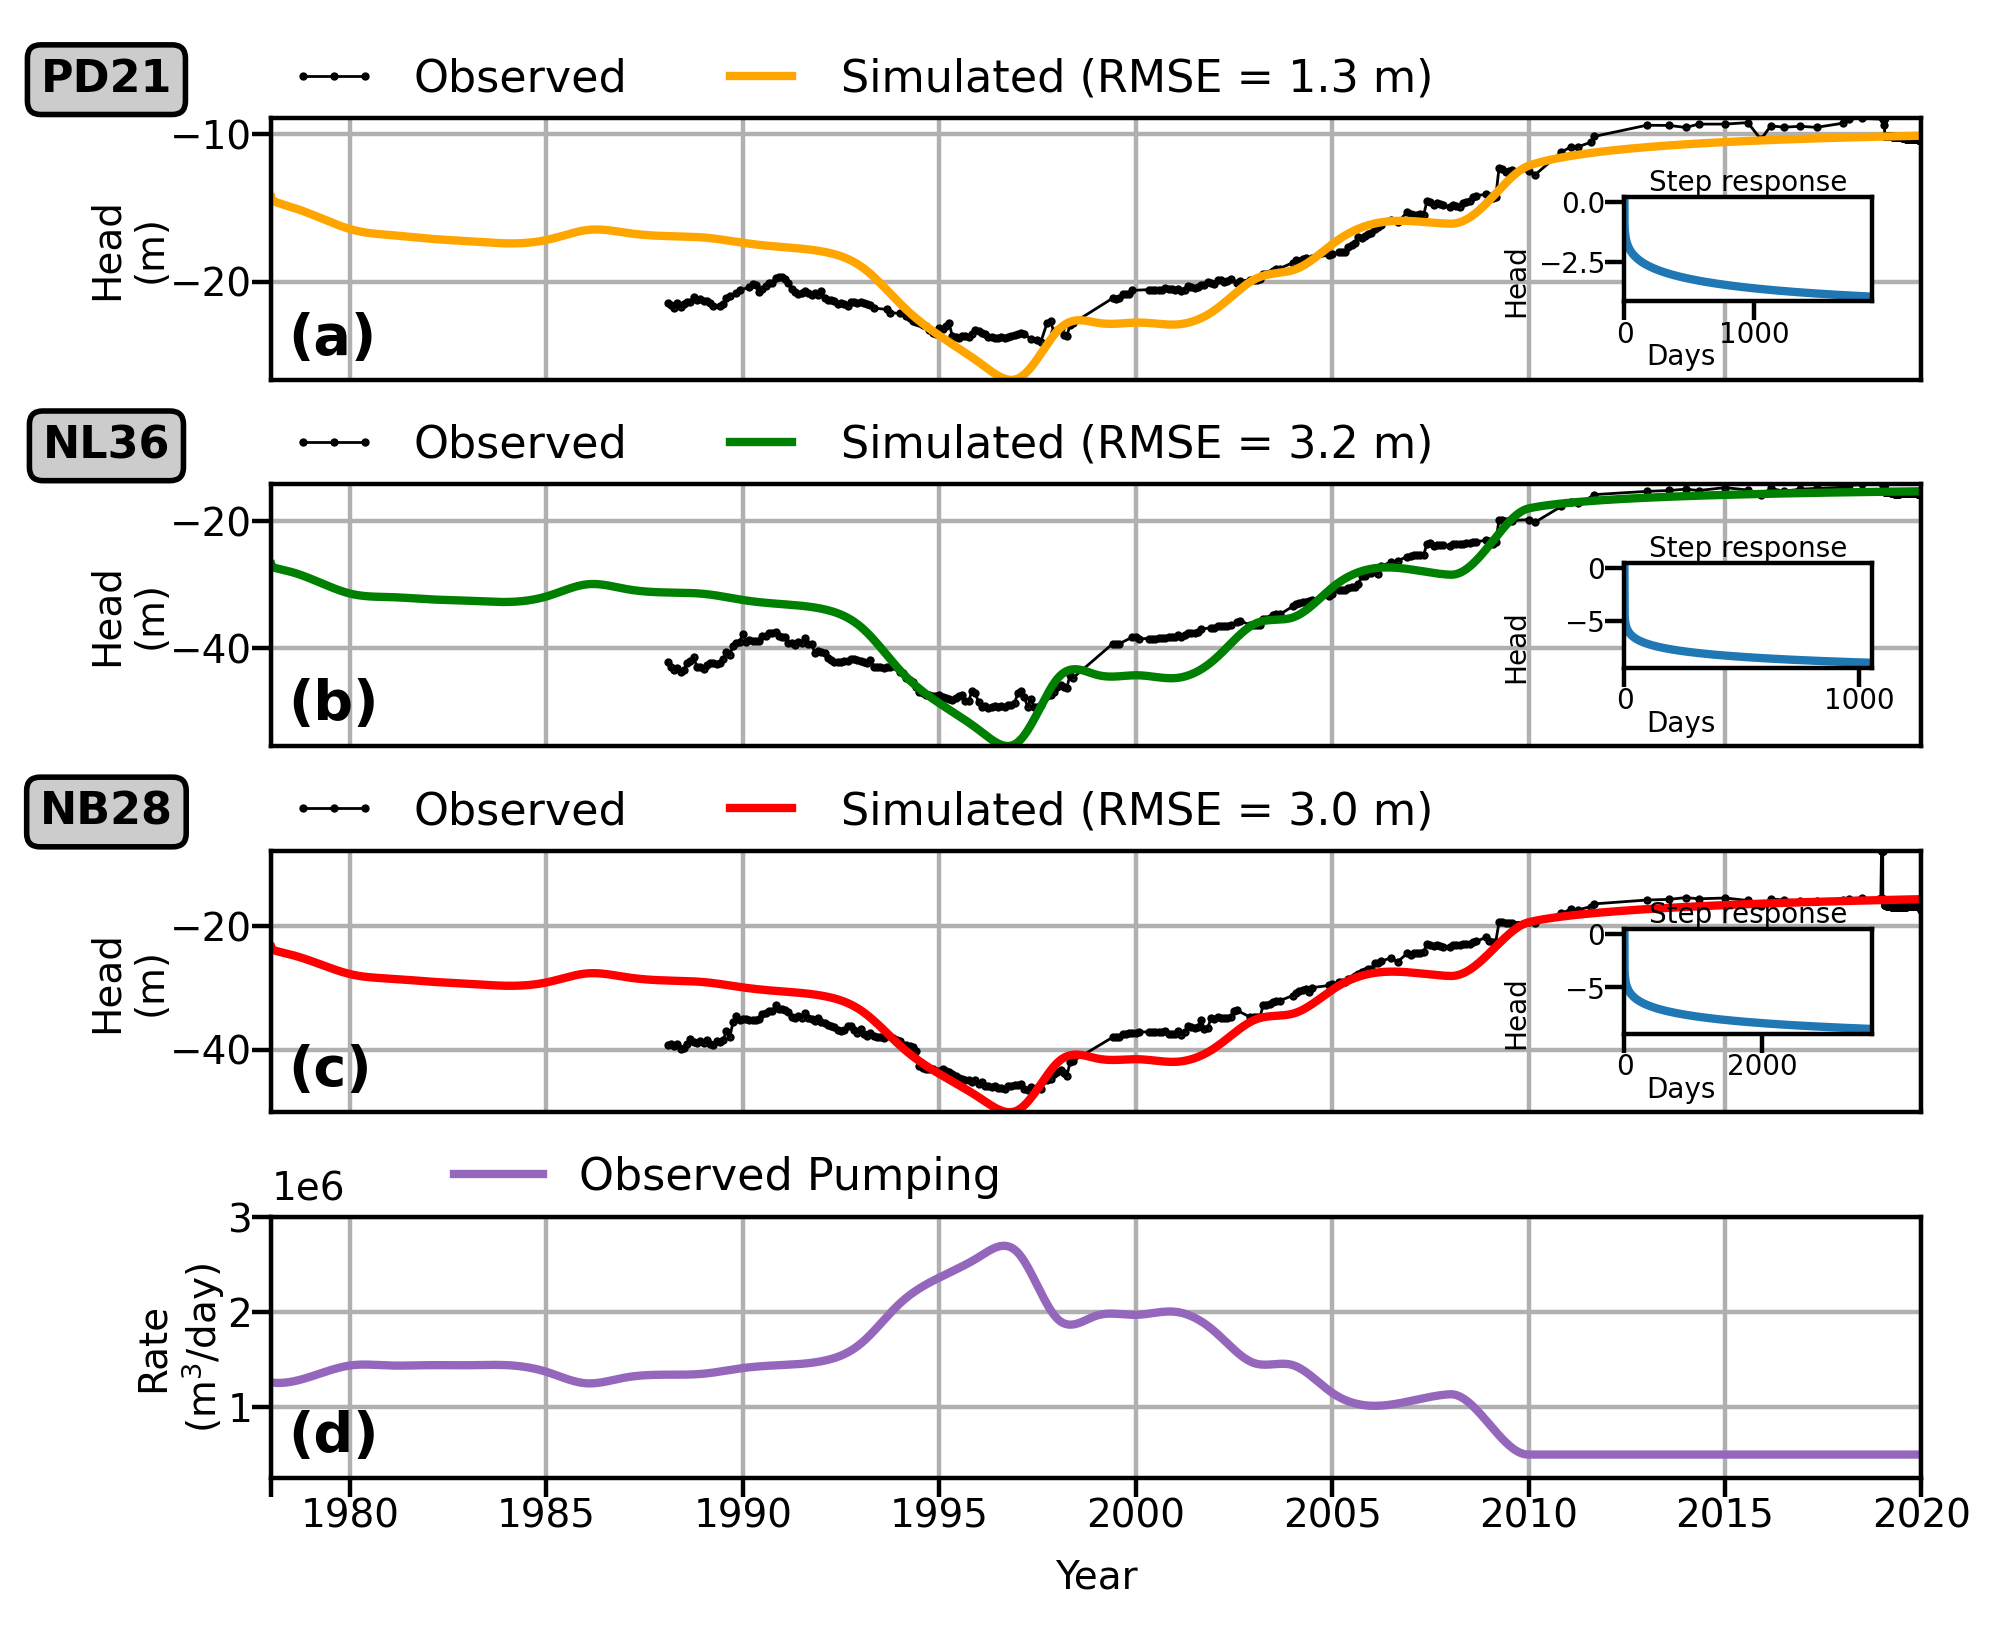 PD21
Observed
Simulated (RMSE = 1.3 m)
−10
−20
Head
(m)
(a)
Step response
0.0
−2.5
Head
0
1000
Days
NL36
Observed
Simulated (RMSE = 3.2 m)
−20
−40
Head
(m)
(b)
Step response
0
−5
Head
0
1000
Days
NB28
Observed
Simulated (RMSE = 3.0 m)
−20
−40
Head
(m)
(c)
Step response
0
−5
Head
0
2000
Days
1e6
Observed Pumping
3
2
1
Rate
(m³/day)
(d)
1980 1985 1990 1995 2000 2005 2010 2015 2020
Year